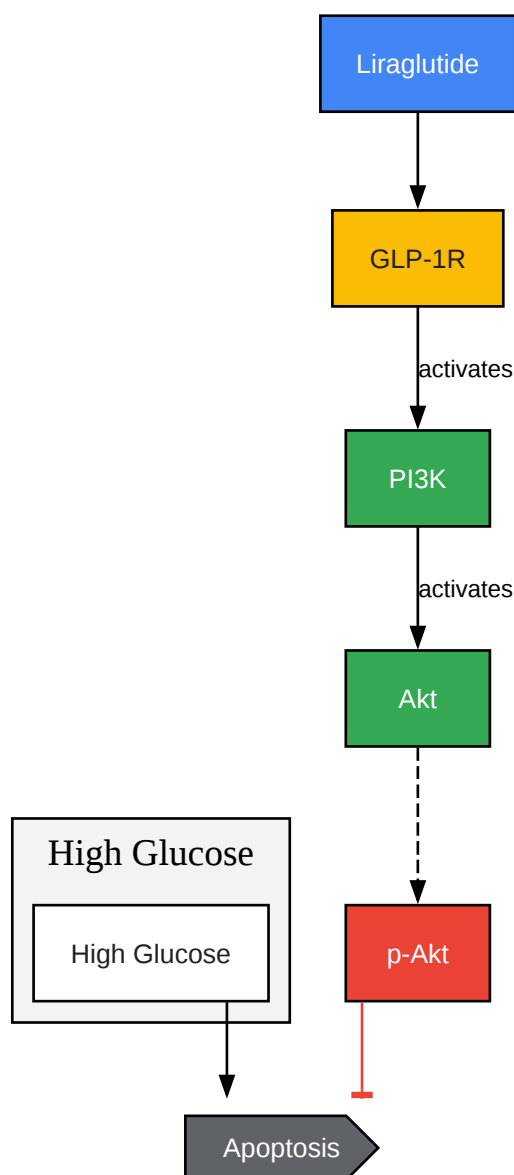 Liraglutide
GLP-1R
activates
PI3K
activates
Akt
High Glucose
High Glucose
p-Akt
Apoptosis